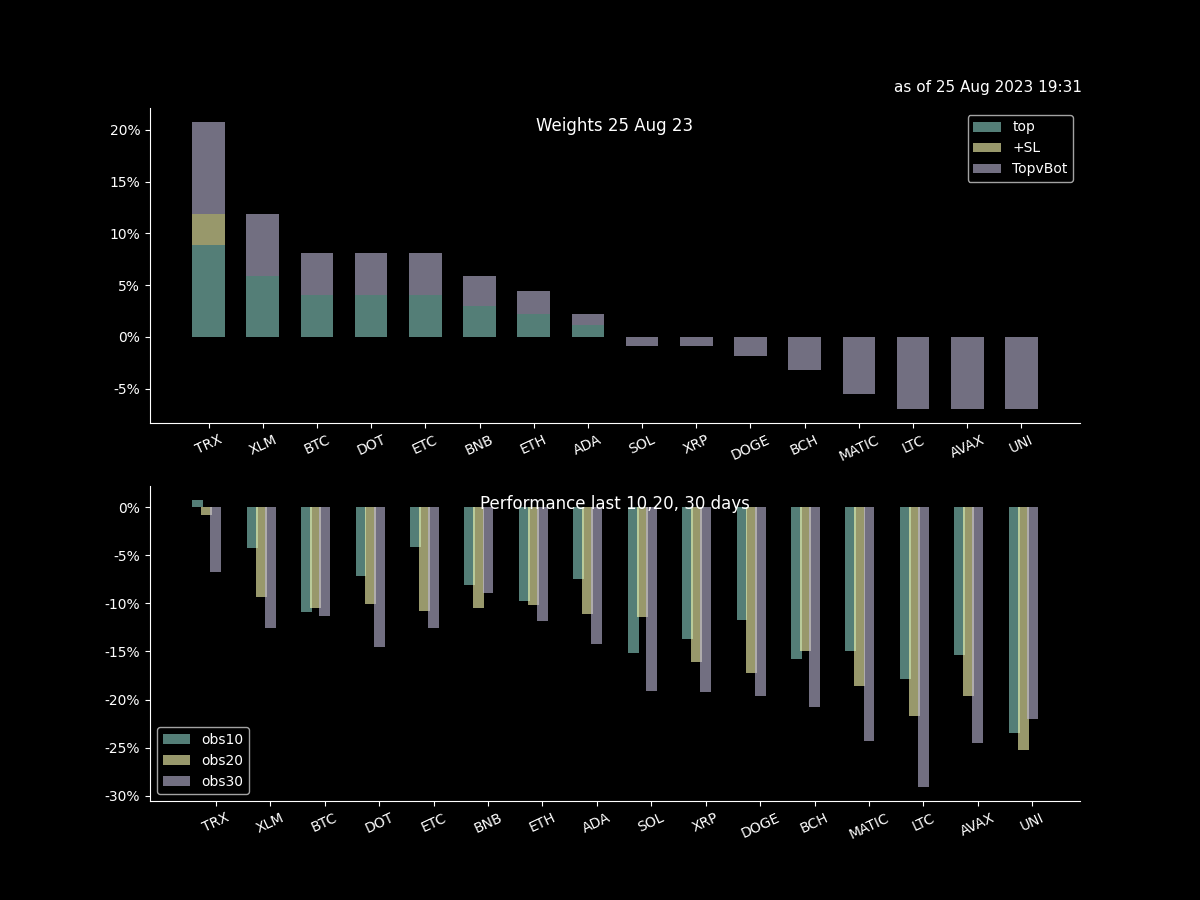 as of 25 Aug 2023 19:31
Weights 25 Aug 23
top
+SL
TopvBot
20%
15%
10%
5%
0%
-5%
TRX XLM BTC DOT ETC BNB ETH ADA SOL XRP DOGE BCH MATIC LTC AVAX UNI
Performance last 10,20, 30 days
0%
-5%
-10%
-15%
-20%
-25%
-30%
obs10
obs20
obs30
TRX XLM BTC DOT ETC BNB ETH ADA SOL XRP DOGE BCH MATIC LTC AVAX UNI